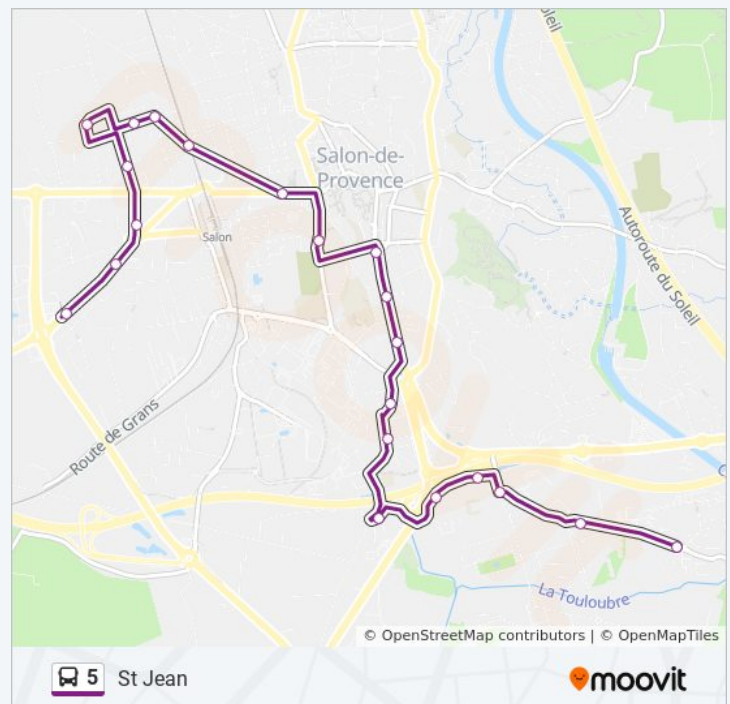 Soleil
Salon-de-
Provence
Salon
Autoroute du Soleil
Route de Grans
La Touloubre
© OpenStreetMap contributors | © OpenMapTiles
5 St Jean
moovit